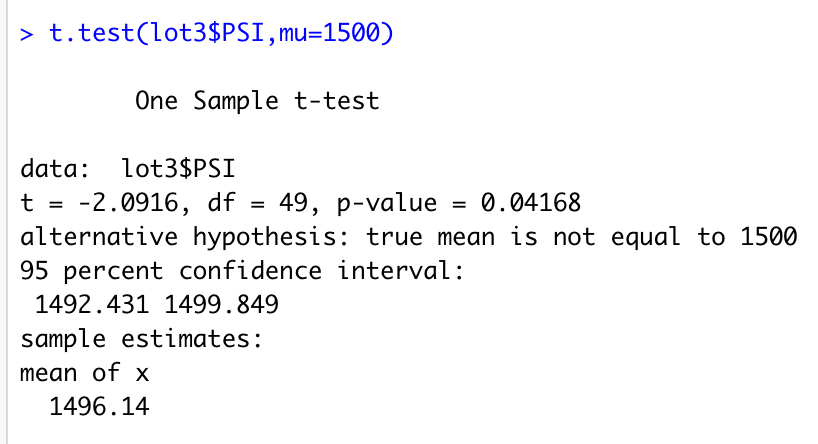 > t.test(lot3$PSI,mu=1500)
One Sample t-test
data:  lot3$PSI
t = -2.0916, df = 49, p-value = 0.04168
alternative hypothesis: true mean is not equal to 1500
95 percent confidence interval:
1492.431 1499.849
sample estimates:
mean of x
1496.14